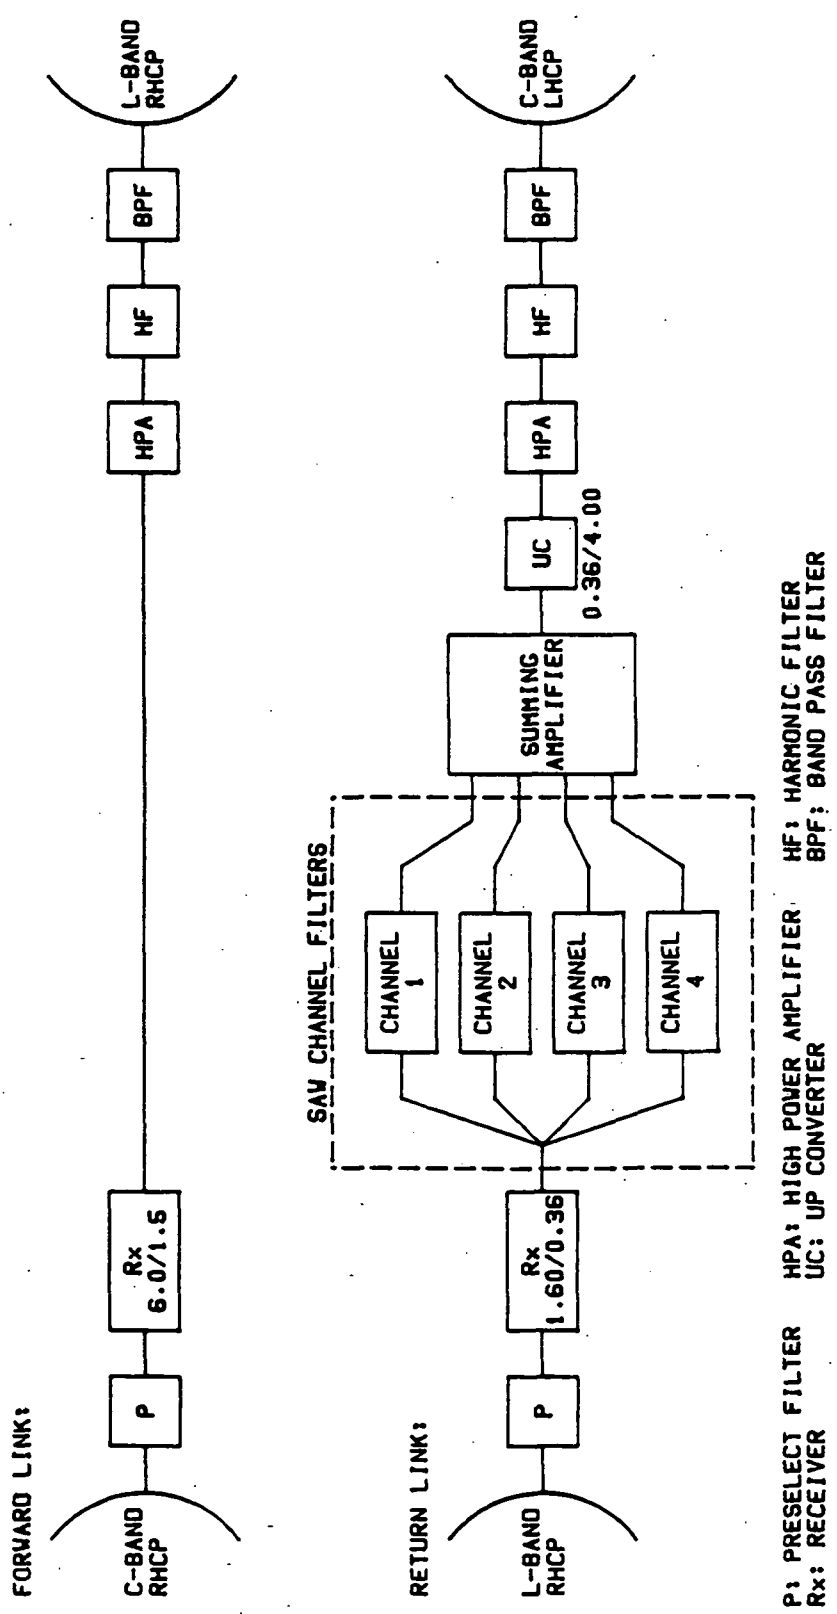 FORWARD LINK:
C-BAND
RHCP
P
Rx
6.0/1.5
HPA
HF
BPF
L-BAND
RHCP
RETURN LINK:
L-BAND
RHCP
P
Rx
1.60/0.36
SAW CHANNEL FILTERS
CHANNEL
1
CHANNEL
2
CHANNEL
3
CHANNEL
4
SUMMING
AMPLIFIER
UC
0.36/4.00
HPA
HF
BPF
C-BAND
LHCP
P: PRESELECT FILTER
Rx: RECEIVER
HPA: HIGH POWER AMPLIFIER
UC: UP CONVERTER
HF: HARMONIC FILTER
BPF: BAND PASS FILTER